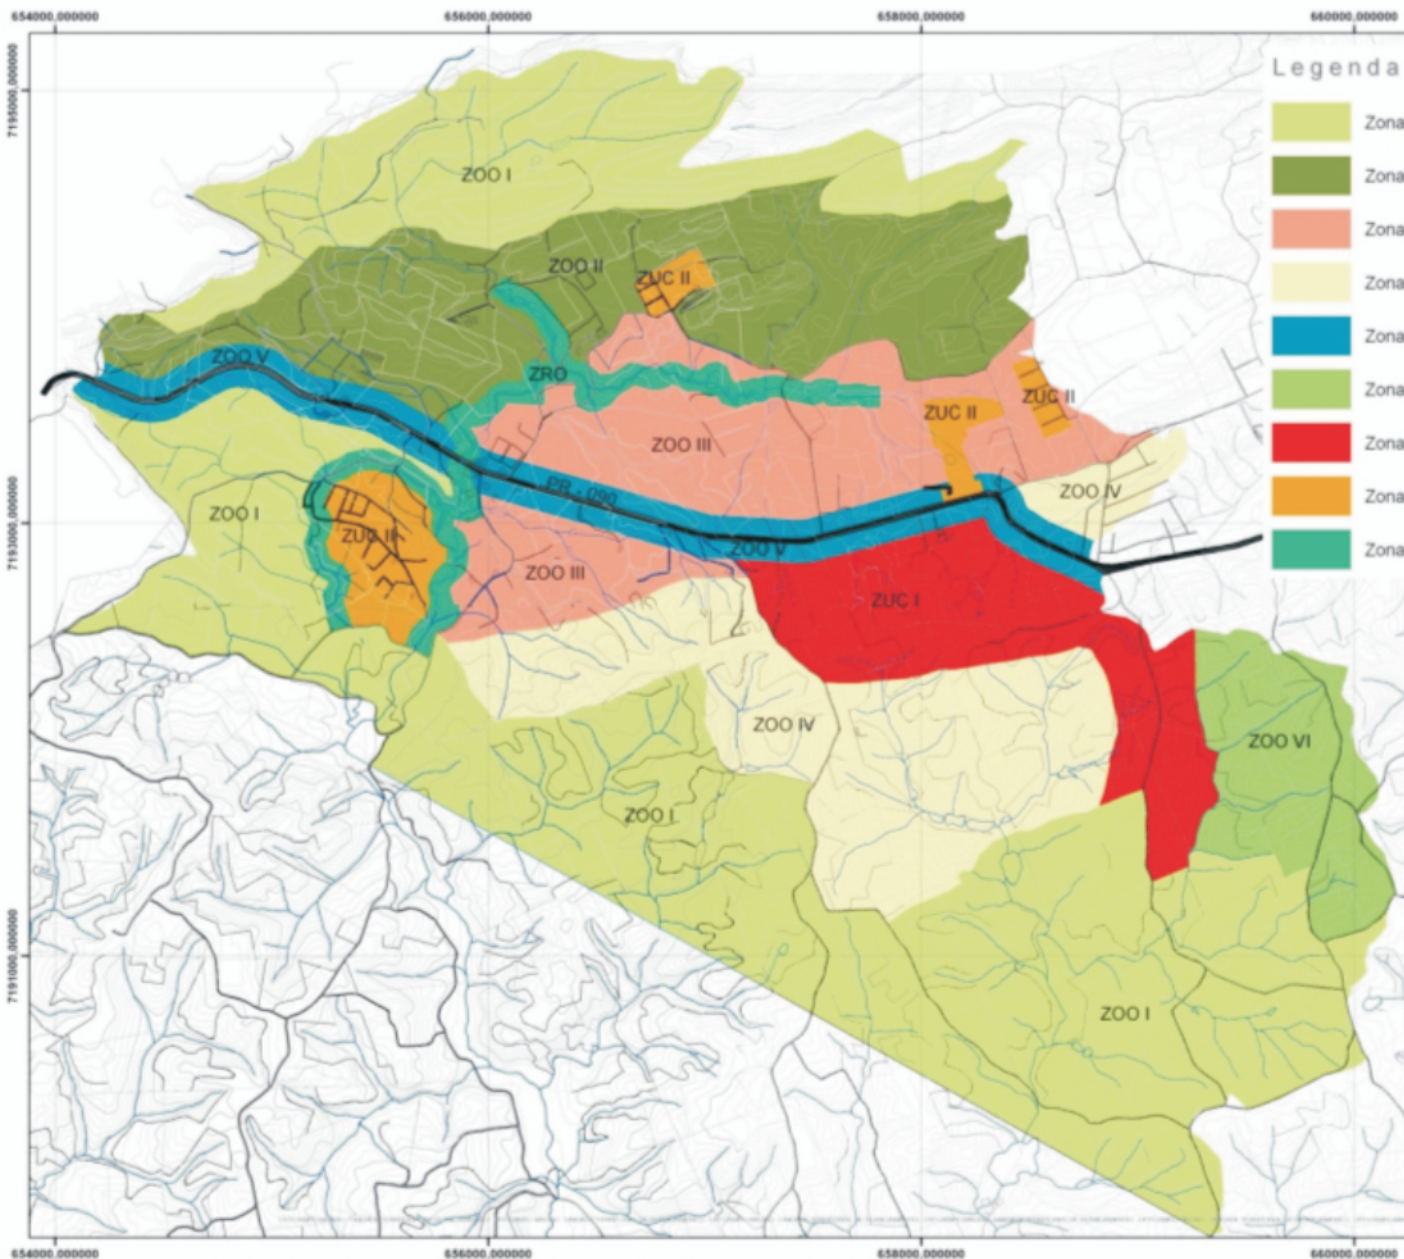 654000,000000 656000,000000 658000,000000 660000,000000
7195000,000000
7193000,000000
7191000,000000
Legenda
Zona
Zona
Zona
Zona
Zona
Zona
Zona
Zona
Zona
ZOO I
ZOO II
ZUC II
ZOO V
ZRO
ZUC II
ZUC II
ZOO III
PR - 090
ZOO IV
ZOO I
ZUC II
ZOO V
ZOO III
ZUC I
ZOO IV
ZOO VI
ZOO I
ZOO I
654000,000000 656000,000000 658000,000000 660000,000000